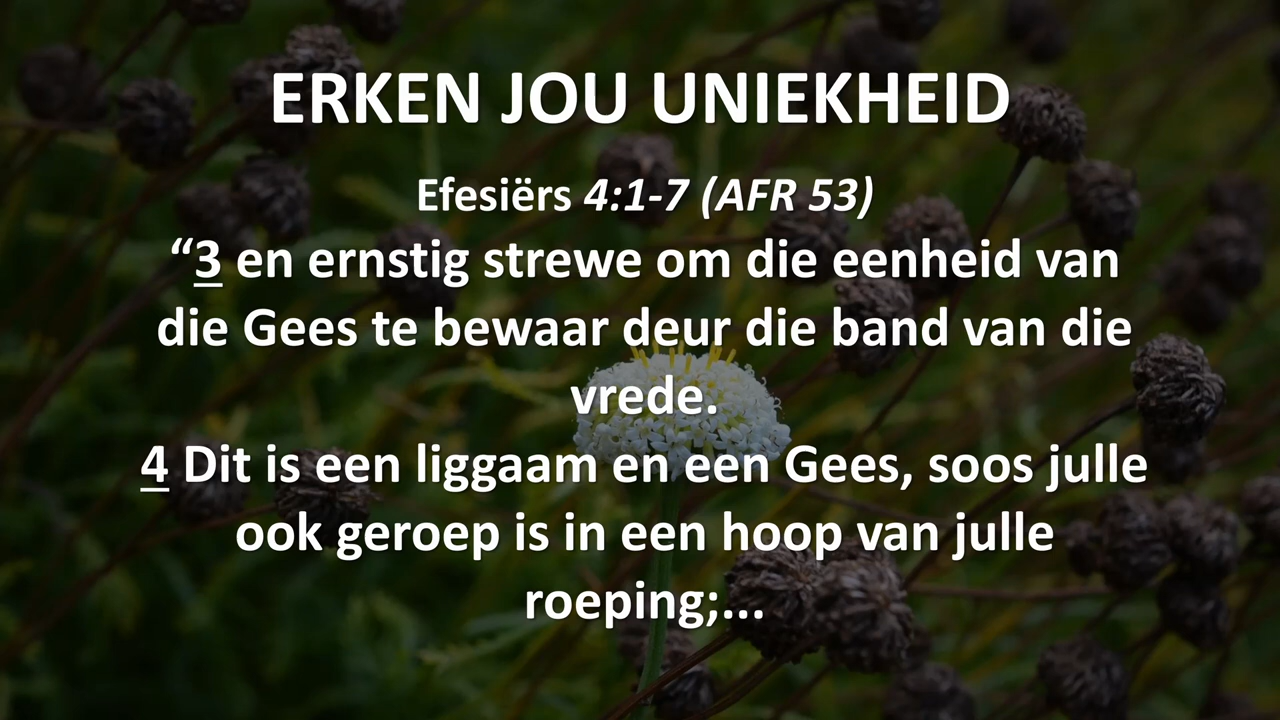 ERKEN JOU UNIEKHEID
Efesiërs 4:1-7 (AFR 53)
“3 en ernstig strewe om die eenheid van
die Gees te bewaar deur die band van die
vrede.
4 Dit is een liggaam en een Gees, soos julle
ook geroep is in een hoop van julle
roeping;...